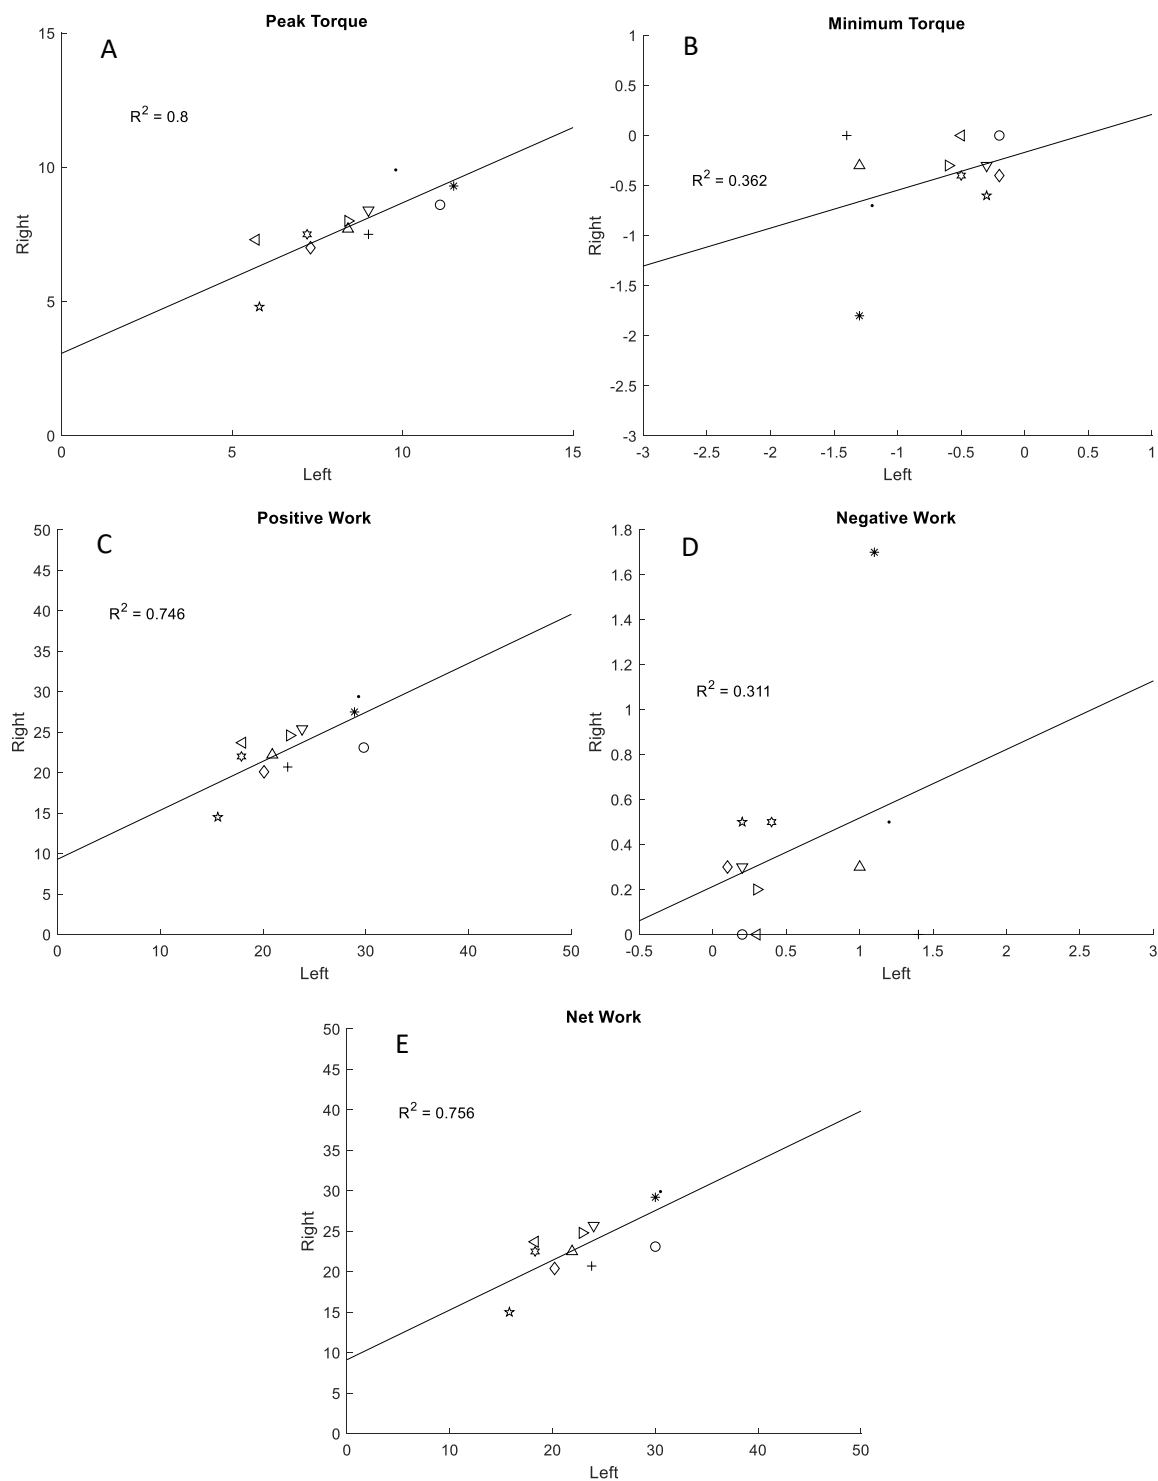 Peak Torque
A
R² = 0.8
15
10
5
0
Right
0 5 10 15
Left
Minimum Torque
B
R² = 0.362
1
0.5
0
-0.5
-1
-1.5
-2
-2.5
-3
Right
-3 -2.5 -2 -1.5 -1 -0.5 0 0.5 1
Left
Positive Work
C
R² = 0.746
50
45
40
35
30
25
20
15
10
5
0
Right
0 10 20 30 40 50
Left
Negative Work
D
R² = 0.311
1.8
1.6
1.4
1.2
1
0.8
0.6
0.4
0.2
0
Right
-0.5 0 0.5 1 1.5 2 2.5 3
Left
Net Work
E
R² = 0.756
50
45
40
35
30
25
20
15
10
5
0
Right
0 10 20 30 40 50
Left